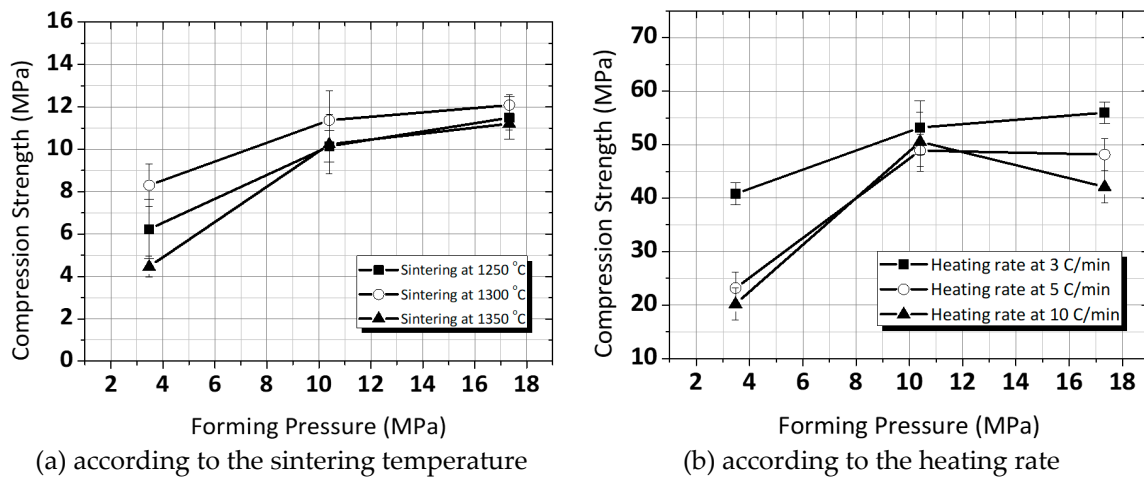 16
14
12
10
8
6
4
2
0
Compression Strength (MPa)
Sintering at 1250 °C
Sintering at 1300 °C
Sintering at 1350 °C
2 4 6 8 10 12 14 16 18
Forming Pressure (MPa)
(a) according to the sintering temperature
70
60
50
40
30
20
10
Compression Strength (MPa)
Heating rate at 3 C/min
Heating rate at 5 C/min
Heating rate at 10 C/min
2 4 6 8 10 12 14 16 18
Forming Pressure (MPa)
(b) according to the heating rate